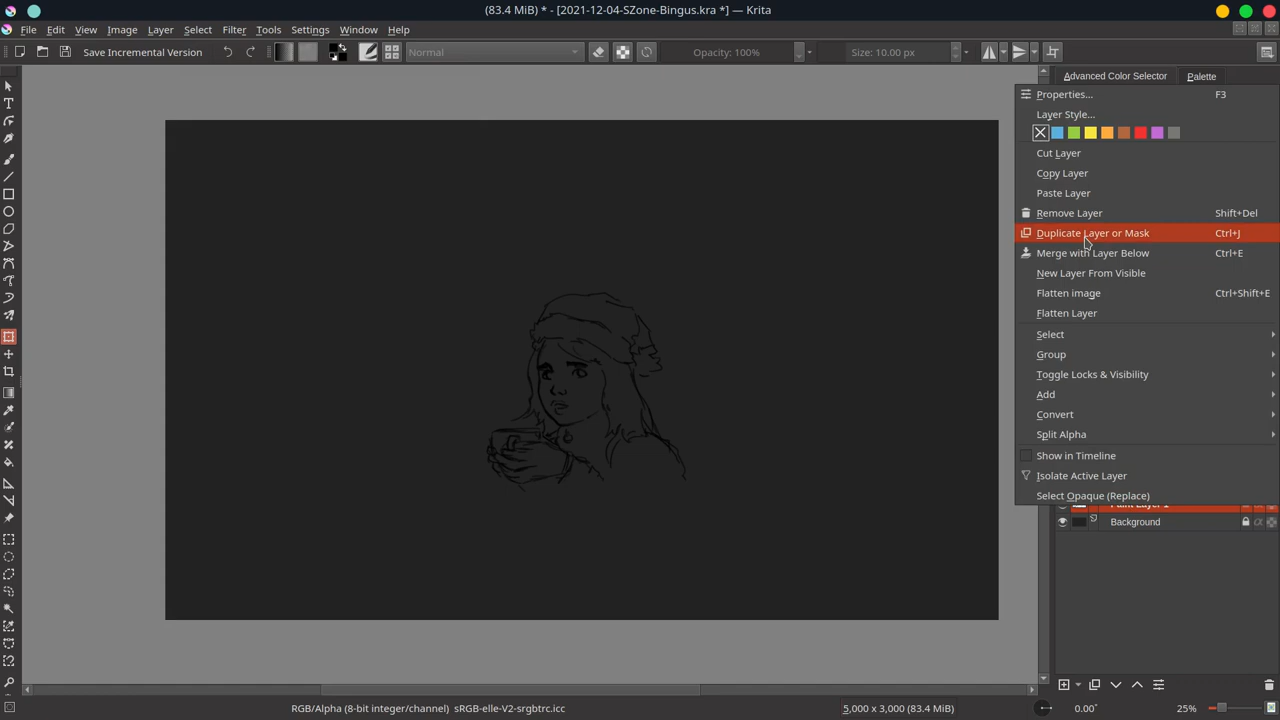 (83.4 MiB) * - [2021-12-04-SZone-Bingus.kra *] — Krita
File Edit View Image Layer Select Filter Tools Settings Window Help
Save Incremental Version Normal Opacity: 100% Size: 10.00 px
Advanced Color Selector Palette
Properties... F3
Layer Style...
Cut Layer
Copy Layer
Paste Layer
Remove Layer Shift+Del
Duplicate Layer or Mask Ctrl+J
Merge with Layer Below Ctrl+E
New Layer From Visible
Flatten image Ctrl+Shift+E
Flatten Layer
Select
Group
Toggle Locks & Visibility
Add
Convert
Split Alpha
Show in Timeline
Isolate Active Layer
Select Opaque (Replace)
Paint Layer 1
Background
RGB/Alpha (8-bit integer/channel) sRGB-elle-V2-srgbtrc.icc 5,000 x 3,000 (83.4 MiB) 0.00° 25%